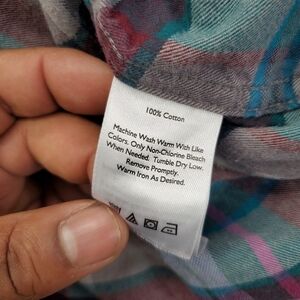 100% Cotton
Machine Wash Warm With Like
Colors. Only Non-Chlorine Bleach
When Needed. Tumble Dry Low.
Remove Promptly.
Warm Iron As Desired.